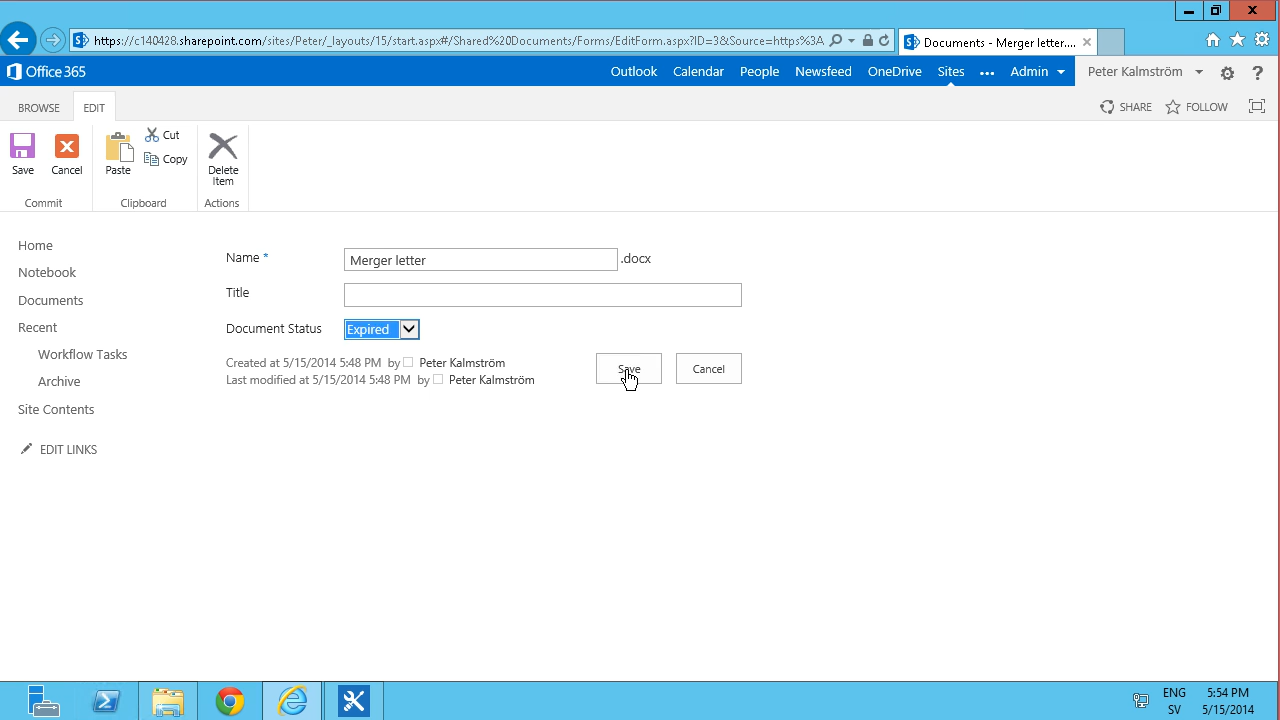 https://c140428.sharepoint.com/sites/Peter/_layouts/15/start.aspx#/Shared%20Documents/Forms/EditForm.aspx?ID=3&Source=https%3A
Documents - Merger letter....
Office 365
Outlook Calendar People Newsfeed OneDrive Sites ... Admin Peter Kalmström ?
BROWSE EDIT SHARE FOLLOW
Save Cancel Paste Cut Copy Delete Item
Commit Clipboard Actions
Home
Notebook
Documents
Recent
Workflow Tasks
Archive
Site Contents
EDIT LINKS
Name * Merger letter .docx
Title
Document Status Expired
Created at 5/15/2014 5:48 PM by Peter Kalmström
Last modified at 5/15/2014 5:48 PM by Peter Kalmström
Save Cancel
ENG 5:54 PM
SV 5/15/2014